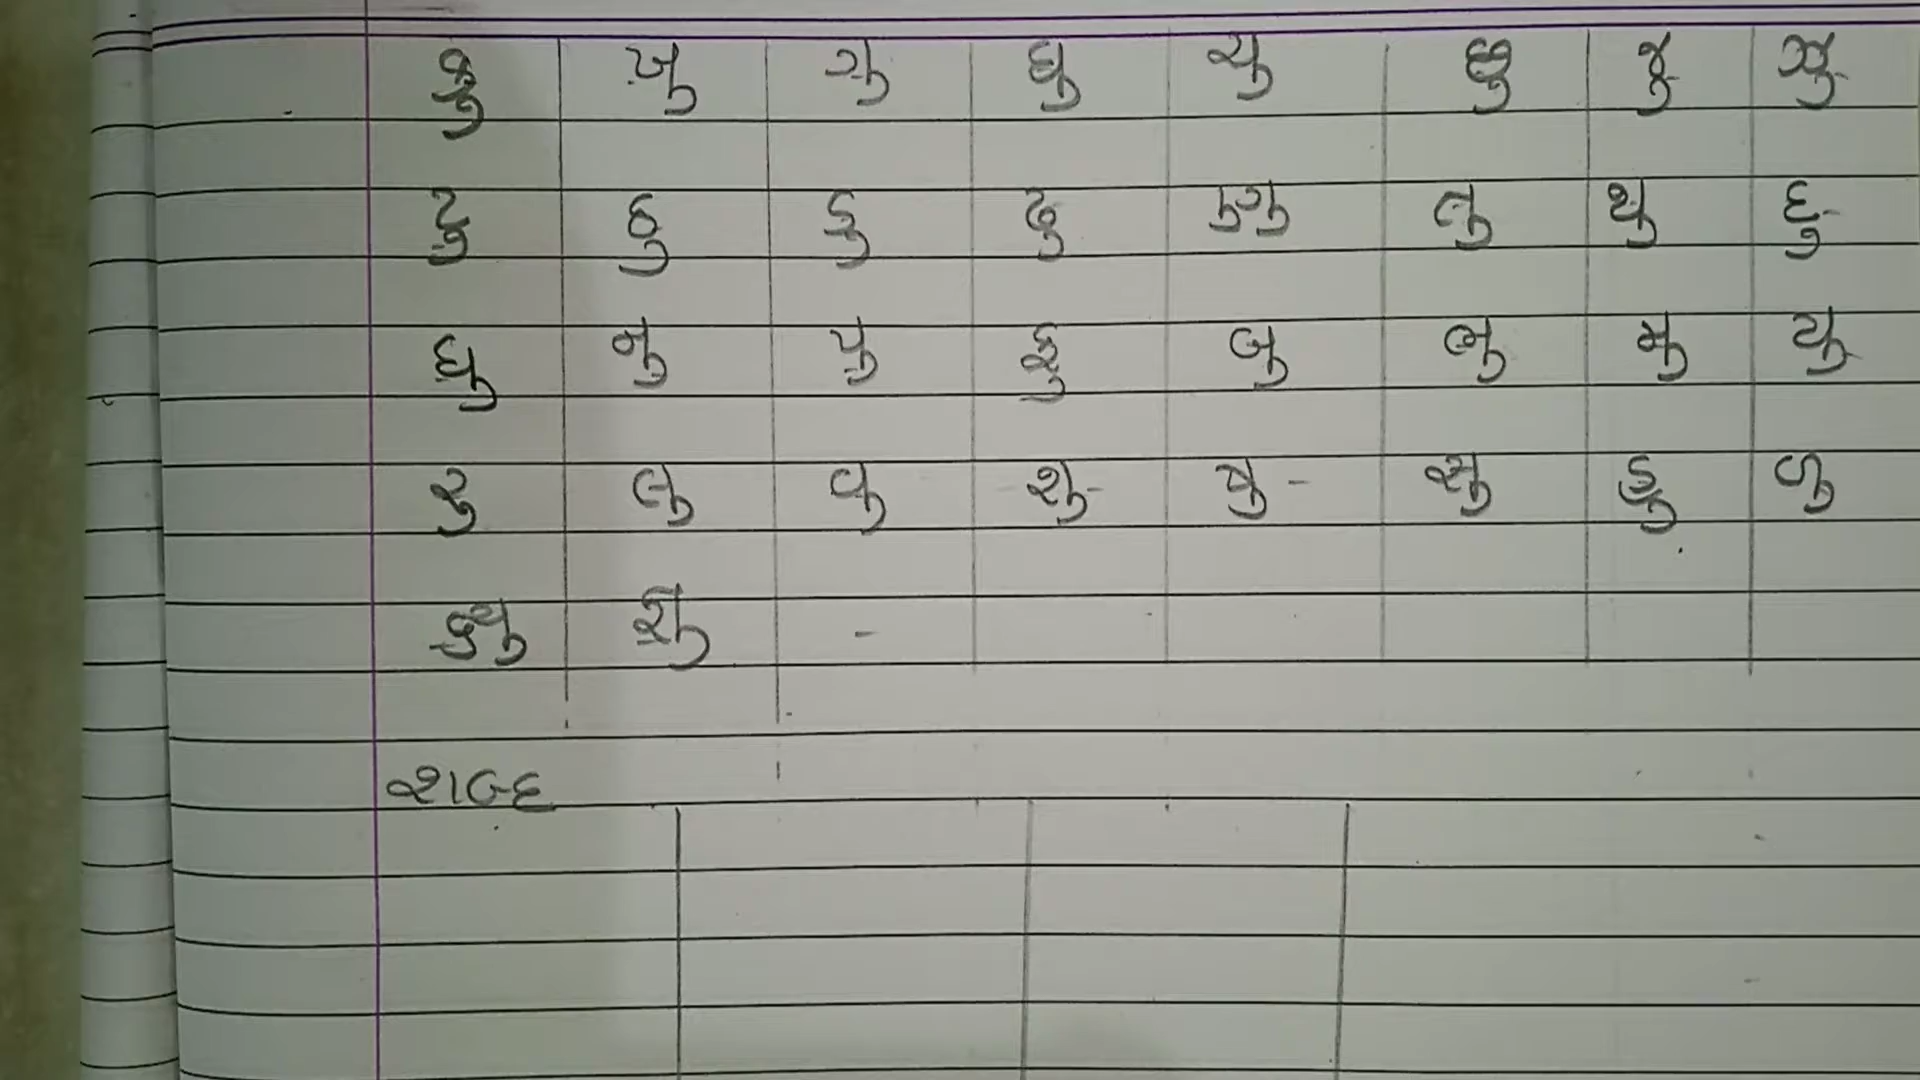 કુ ખુ ગુ ઘુ ચુ છુ જુ ઝુ
ટુ ઠુ ડુ ઢુ ણુ તુ થુ દુ
ધુ નુ પુ ફુ બુ ભુ મુ યુ
રુ લુ વુ શુ ષુ સુ હુ ળુ
ક્ષુ જ્ઞુ
શબ્દ